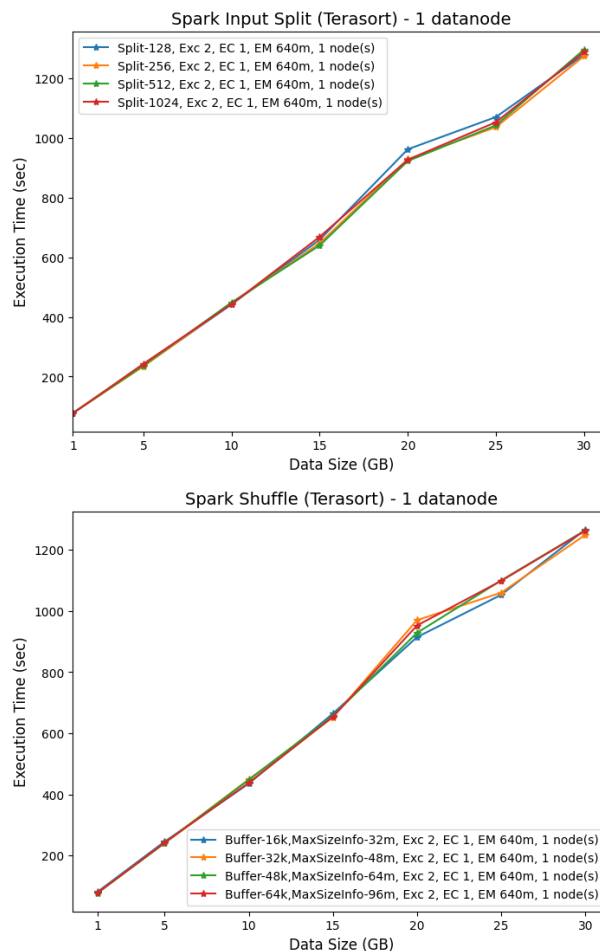 Spark Input Split (Terasort) - 1 datanode
Split-128, Exc 2, EC 1, EM 640m, 1 node(s)
Split-256, Exc 2, EC 1, EM 640m, 1 node(s)
Split-512, Exc 2, EC 1, EM 640m, 1 node(s)
Split-1024, Exc 2, EC 1, EM 640m, 1 node(s)
Execution Time (sec)
1200
1000
800
600
400
200
1 5 10 15 20 25 30
Data Size (GB)
Spark Shuffle (Terasort) - 1 datanode
Execution Time (sec)
1200
1000
800
600
400
200
Buffer-16k,MaxSizeInfo-32m, Exc 2, EC 1, EM 640m, 1 node(s)
Buffer-32k,MaxSizeInfo-48m, Exc 2, EC 1, EM 640m, 1 node(s)
Buffer-48k,MaxSizeInfo-64m, Exc 2, EC 1, EM 640m, 1 node(s)
Buffer-64k,MaxSizeInfo-96m, Exc 2, EC 1, EM 640m, 1 node(s)
1 5 10 15 20 25 30
Data Size (GB)